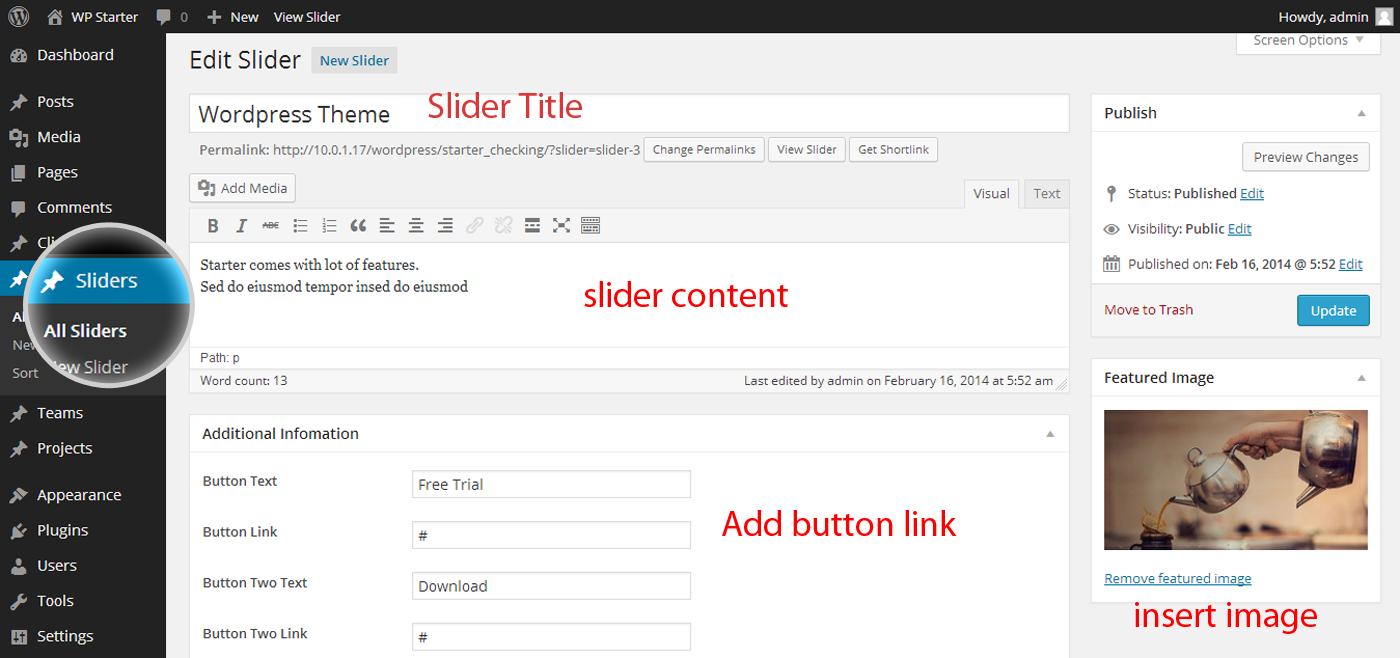 WP Starter 0 New View Slider Howdy, admin
Screen Options
Dashboard
Posts
Media
Pages
Comments
Sliders
All Sliders
New Slider
Sort
Teams
Projects
Appearance
Plugins
Users
Tools
Settings
Edit Slider New Slider
Wordpress Theme Slider Title
Permalink: http://10.0.1.17/wordpress/starter_checking/?slider=slider-3 Change Permalinks View Slider Get Shortlink
Add Media
Visual Text
B I ABC
Starter comes with lot of features.
Sed do eiusmod tempor insed do eiusmod
slider content
Path: p
Word count: 13 Last edited by admin on February 16, 2014 at 5:52 am
Additional Infomation
Button Text Free Trial
Button Link #
Add button link
Button Two Text Download
Button Two Link #
Publish
Preview Changes
Status: Published Edit
Visibility: Public Edit
Published on: Feb 16, 2014 @ 5:52 Edit
Move to Trash Update
Featured Image
Remove featured image
insert image